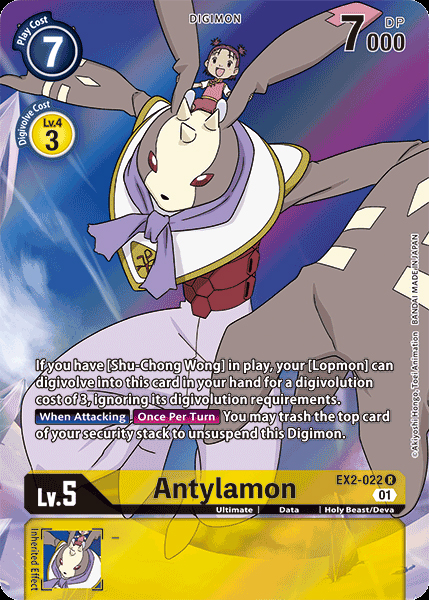 DIGIMON
Play Cost
7
7000
DP
Digivolve Cost
Lv.4
3
If you have [Shu-Chong Wong] in play, your [Lopmon] can
digivolve into this card in your hand for a digivolution
cost of 3, ignoring its digivolution requirements.
When Attacking Once Per Turn You may trash the top card
of your security stack to unsuspend this Digimon.
©Akiyoshi Hongo, Toei Animation BANDAI MADE IN JAPAN
Lv.5
Antylamon
EX2-022 R
01
Ultimate | Data | Holy Beast/Deva
Inherited Effect
-